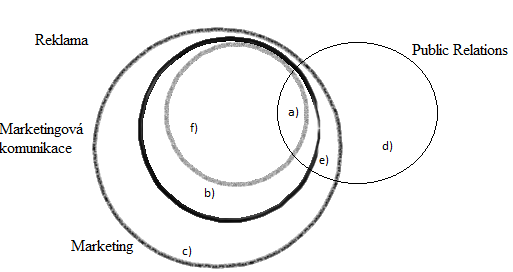 Reklama
Public Relations
a)
Marketingová
komunikace
f)
d)
e)
b)
Marketing
c)